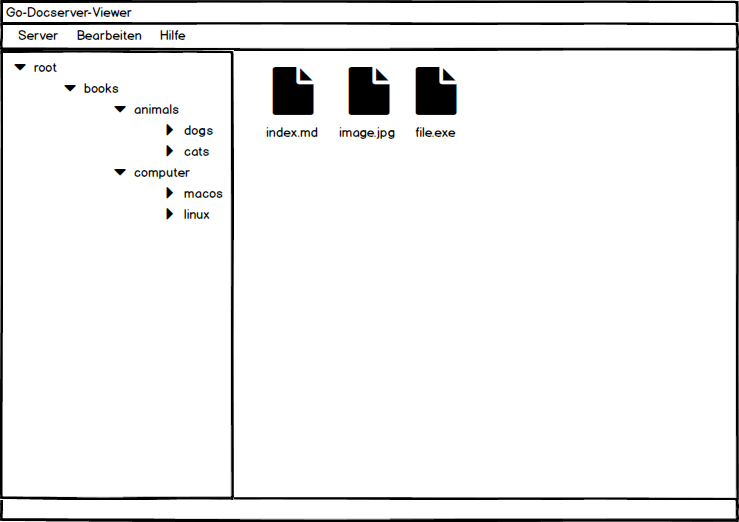 Go-Docserver-Viewer
Server Bearbeiten Hilfe
root
books
animals
dogs
cats
computer
macos
linux
index.md image.jpg file.exe